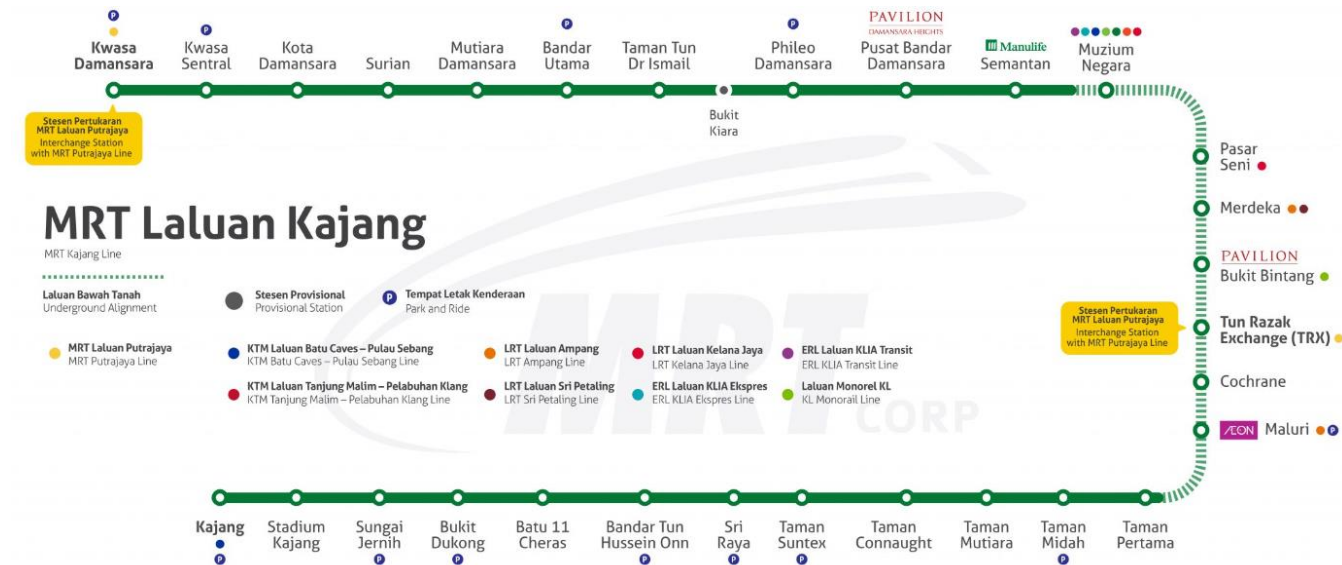 P
Kwasa
Damansara
P
Kwasa
Sentral
Kota
Damansara
Surian
Mutiara
Damansara
P
Bandar
Utama
Taman Tun
Dr Ismail
Bukit
Kiara
P
Phileo
Damansara
PAVILION
DAMANSARA HEIGHTS
Pusat Bandar
Damansara
Manulife
Semantan
Muzium
Negara
Stesen Pertukaran
MRT Laluan Putrajaya
Interchange Station
with MRT Putrajaya Line
Pasar
Seni
Merdeka
PAVILION
Bukit Bintang
Stesen Pertukaran
MRT Laluan Putrajaya
Interchange Station
with MRT Putrajaya Line
Tun Razak
Exchange (TRX)
Cochrane
ÆON Maluri P
MRT Laluan Kajang
MRT Kajang Line
Laluan Bawah Tanah
Underground Alignment
Stesen Provisional
Provisional Station
P Tempat Letak Kenderaan
Park and Ride
MRT Laluan Putrajaya
MRT Putrajaya Line
KTM Laluan Batu Caves – Pulau Sebang
KTM Batu Caves – Pulau Sebang Line
KTM Laluan Tanjung Malim – Pelabuhan Klang
KTM Tanjung Malim – Pelabuhan Klang Line
LRT Laluan Ampang
LRT Ampang Line
LRT Laluan Sri Petaling
LRT Sri Petaling Line
LRT Laluan Kelana Jaya
LRT Kelana Jaya Line
ERL Laluan KLIA Ekspres
ERL KLIA Ekspres Line
ERL Laluan KLIA Transit
ERL KLIA Transit Line
Laluan Monorel KL
KL Monorail Line
MRT
CORP
Kajang
P
Stadium
Kajang
Sungai
Jernih
P
Bukit
Dukong
P
Batu 11
Cheras
Bandar Tun
Hussein Onn
P
Sri
Raya
P
Taman
Suntex
P
Taman
Connaught
Taman
Mutiara
Taman
Midah
P
Taman
Pertama